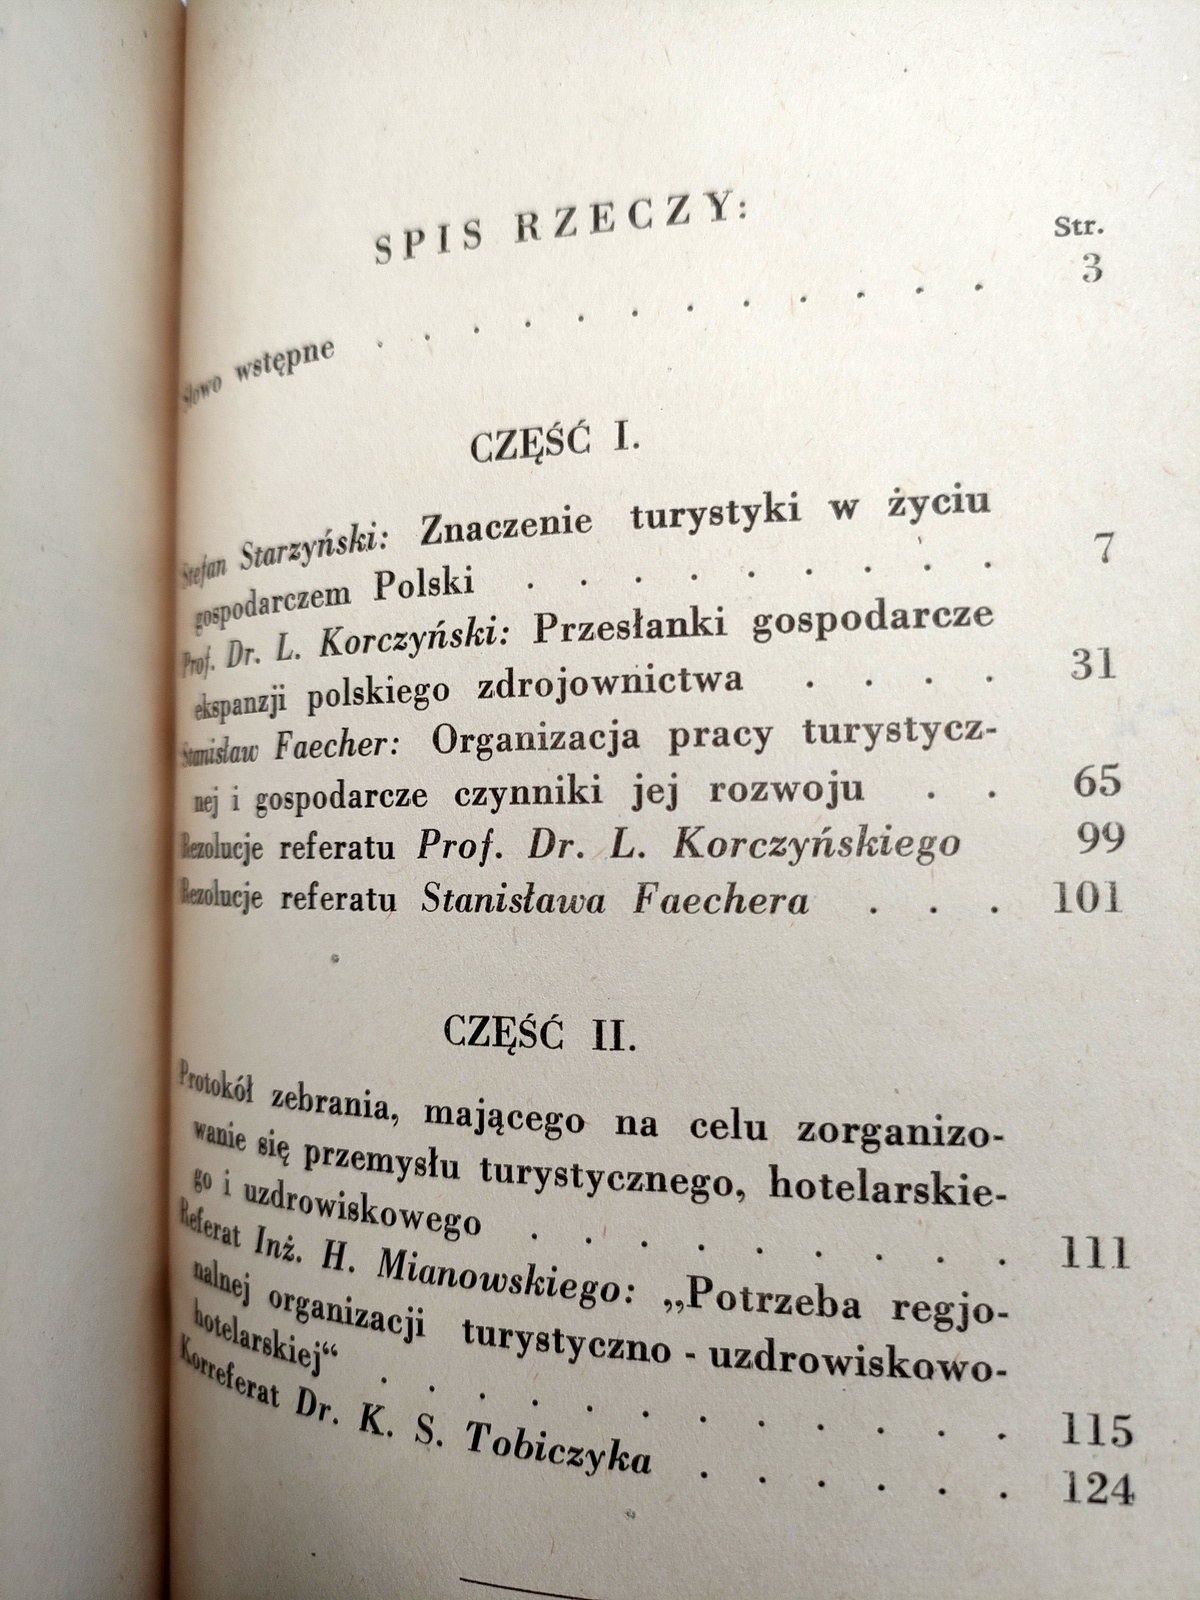 SPIS RZECZY:
Str.
Słowo wstępne . . . . . . . . . . . 3
CZĘŚĆ I.
Stefan Starzyński: Znaczenie turystyki w życiu
gospodarczem Polski . . . . . . . . . 7
Prof. Dr. L. Korczyński: Przesłanki gospodarcze
ekspanzji polskiego zdrojownictwa . . . . 31
Stanisław Faecher: Organizacja pracy turystycz-
nej i gospodarcze czynniki jej rozwoju . . 65
Rezolucje referatu Prof. Dr. L. Korczyńskiego 99
Rezolucje referatu Stanisława Faechera . . . 101
CZĘŚĆ II.
Protokół zebrania, mającego na celu zorganizo-
wanie się przemysłu turystycznego, hotelarskie-
go i uzdrowiskowego . . . . . . . . . 111
Referat Inż. H. Mianowskiego: „Potrzeba regjo-
nalnej organizacji turystyczno - uzdrowiskowo-
hotelarskiej“ . . . . . . . . . . . 115
Korreferat Dr. K. S. Tobiczyka . . . . . . 124